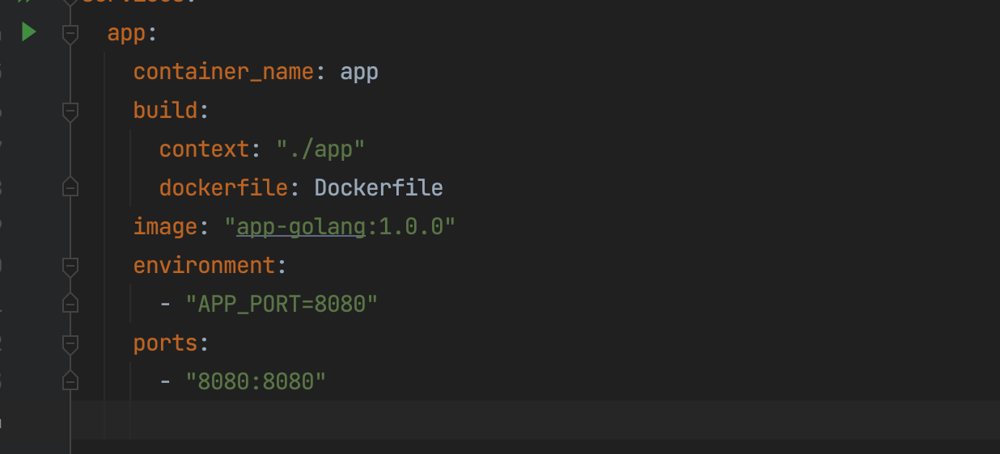 app:
container_name: app
build:
context: "./app"
dockerfile: Dockerfile
image: "app-golang:1.0.0"
environment:
- "APP_PORT=8080"
ports:
- "8080:8080"